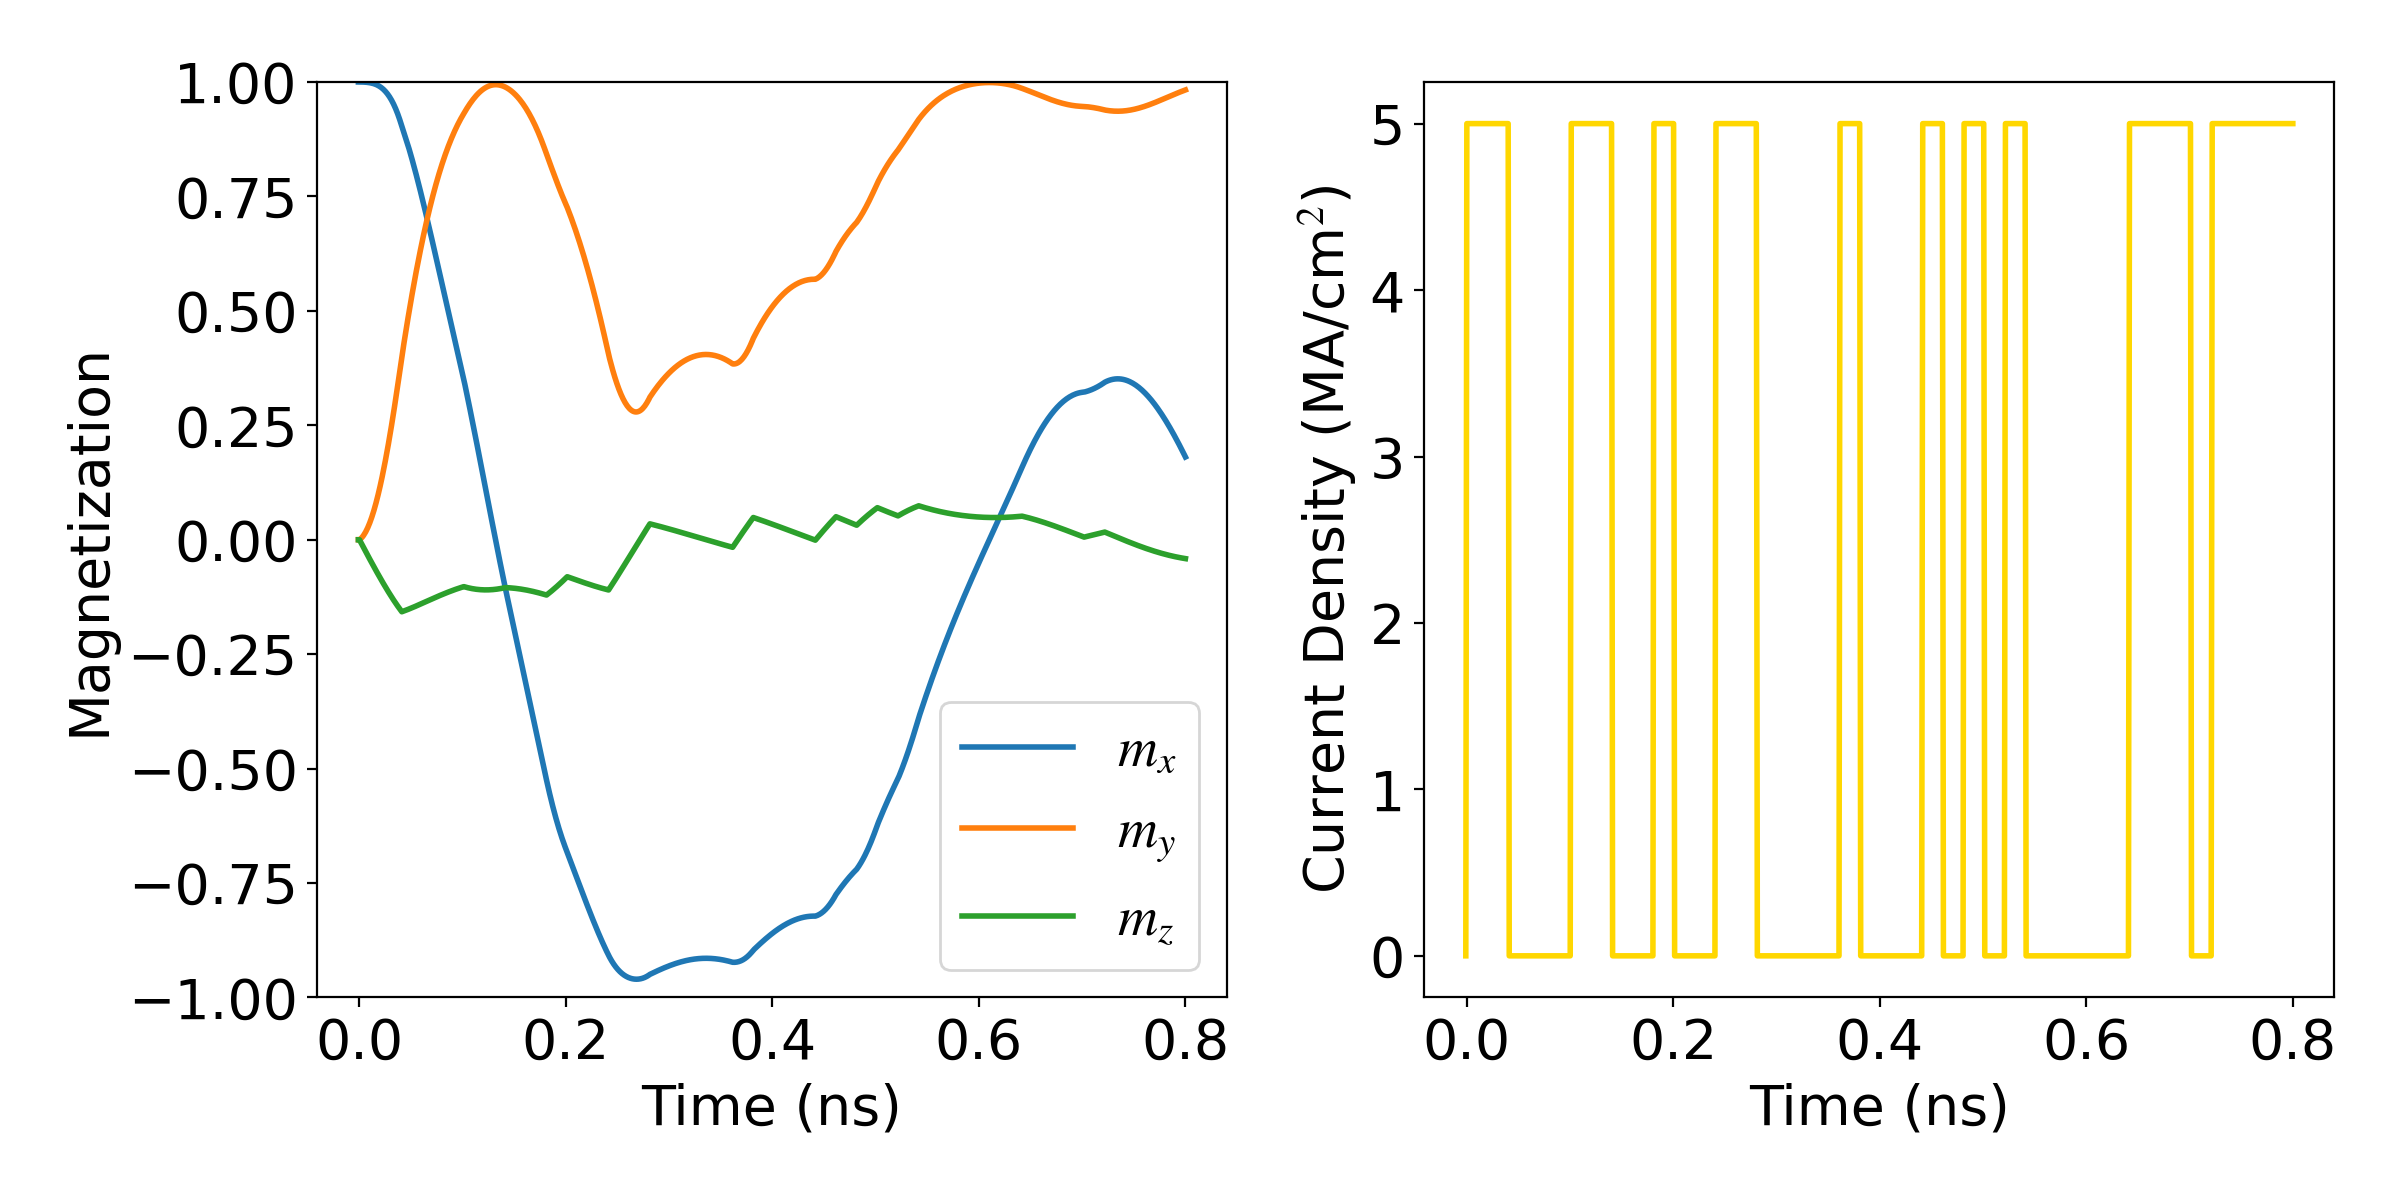 1.00
0.75
0.50
0.25
0.00
−0.25
−0.50
−0.75
−1.00
Magnetization
0.0 0.2 0.4 0.6 0.8
Time (ns)
m_x
m_y
m_z
5
4
3
2
1
0
Current Density (MA/cm²)
0.0 0.2 0.4 0.6 0.8
Time (ns)